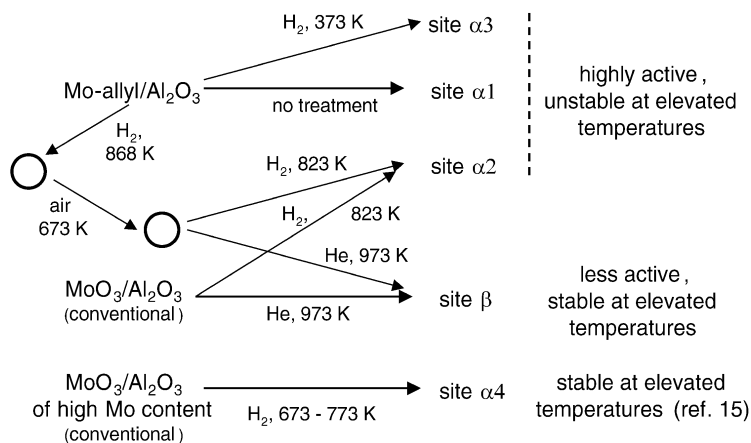 H₂, 373 K
site α3
Mo-allyl/Al₂O₃
no treatment
site α1
highly active,
unstable at elevated
temperatures
H₂,
868 K
H₂, 823 K
site α2
air
673 K
H₂, 823 K
He, 973 K
MoO₃/Al₂O₃
(conventional)
He, 973 K
site β
less active,
stable at elevated
temperatures
MoO₃/Al₂O₃
of high Mo content
(conventional)
H₂, 673 - 773 K
site α4
stable at elevated
temperatures (ref. 15)